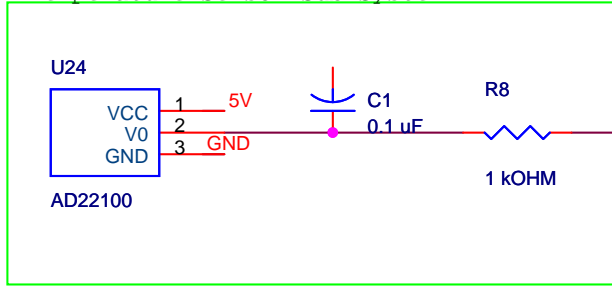 U24
VCC 1 5V
V0 2
GND 3 GND
AD22100
C1
0.1 uF
R8
1 kOHM